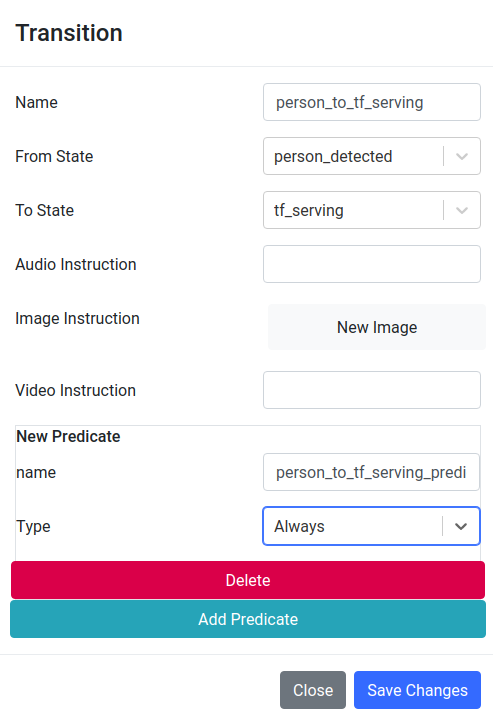 Transition
Name person_to_tf_serving
From State person_detected
To State tf_serving
Audio Instruction
Image Instruction New Image
Video Instruction
New Predicate
name person_to_tf_serving_predi
Type Always
Delete
Add Predicate
Close Save Changes